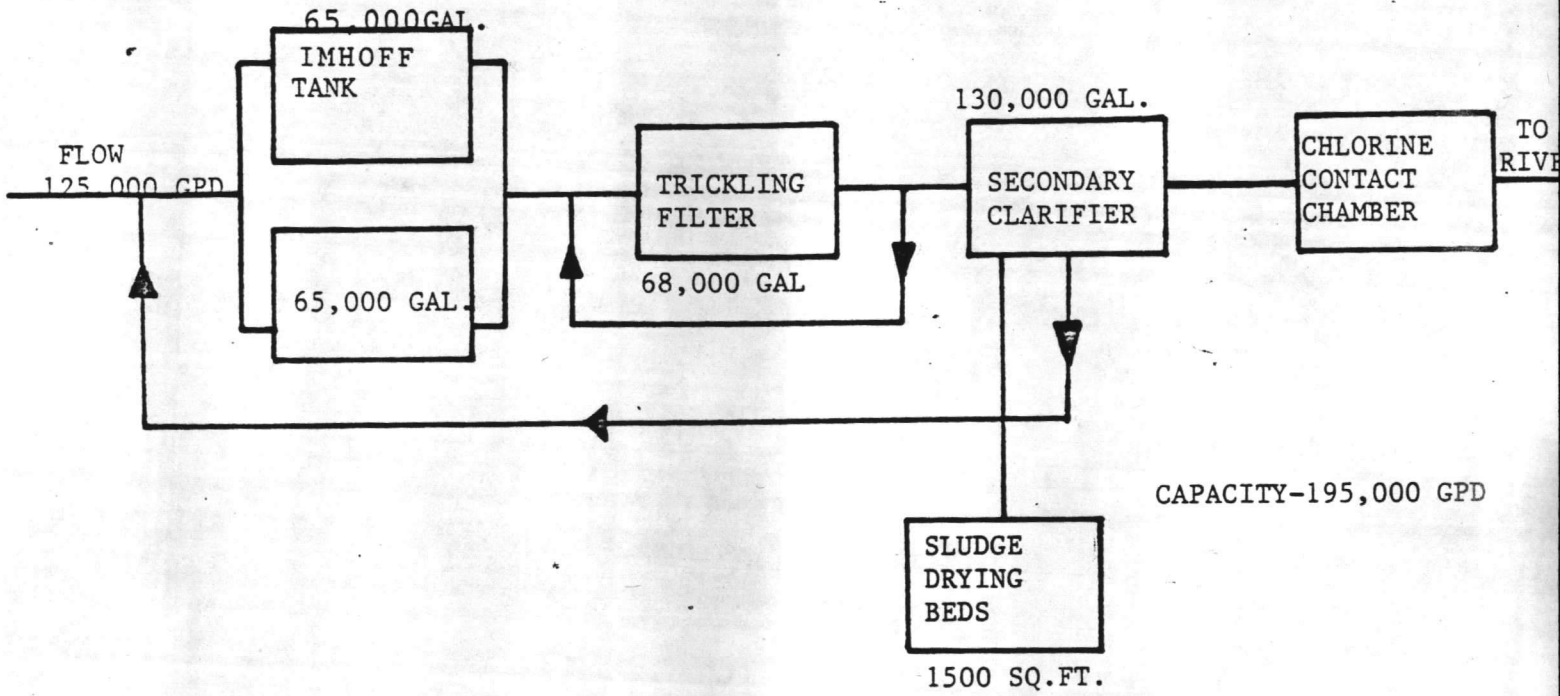 65,000GAL.
IMHOFF
TANK
FLOW
125,000 GPD
65,000 GAL.
TRICKLING
FILTER
68,000 GAL
130,000 GAL.
SECONDARY
CLARIFIER
CHLORINE
CONTACT
CHAMBER
TO
RIVE
CAPACITY-195,000 GPD
SLUDGE
DRYING
BEDS
1500 SQ.FT.